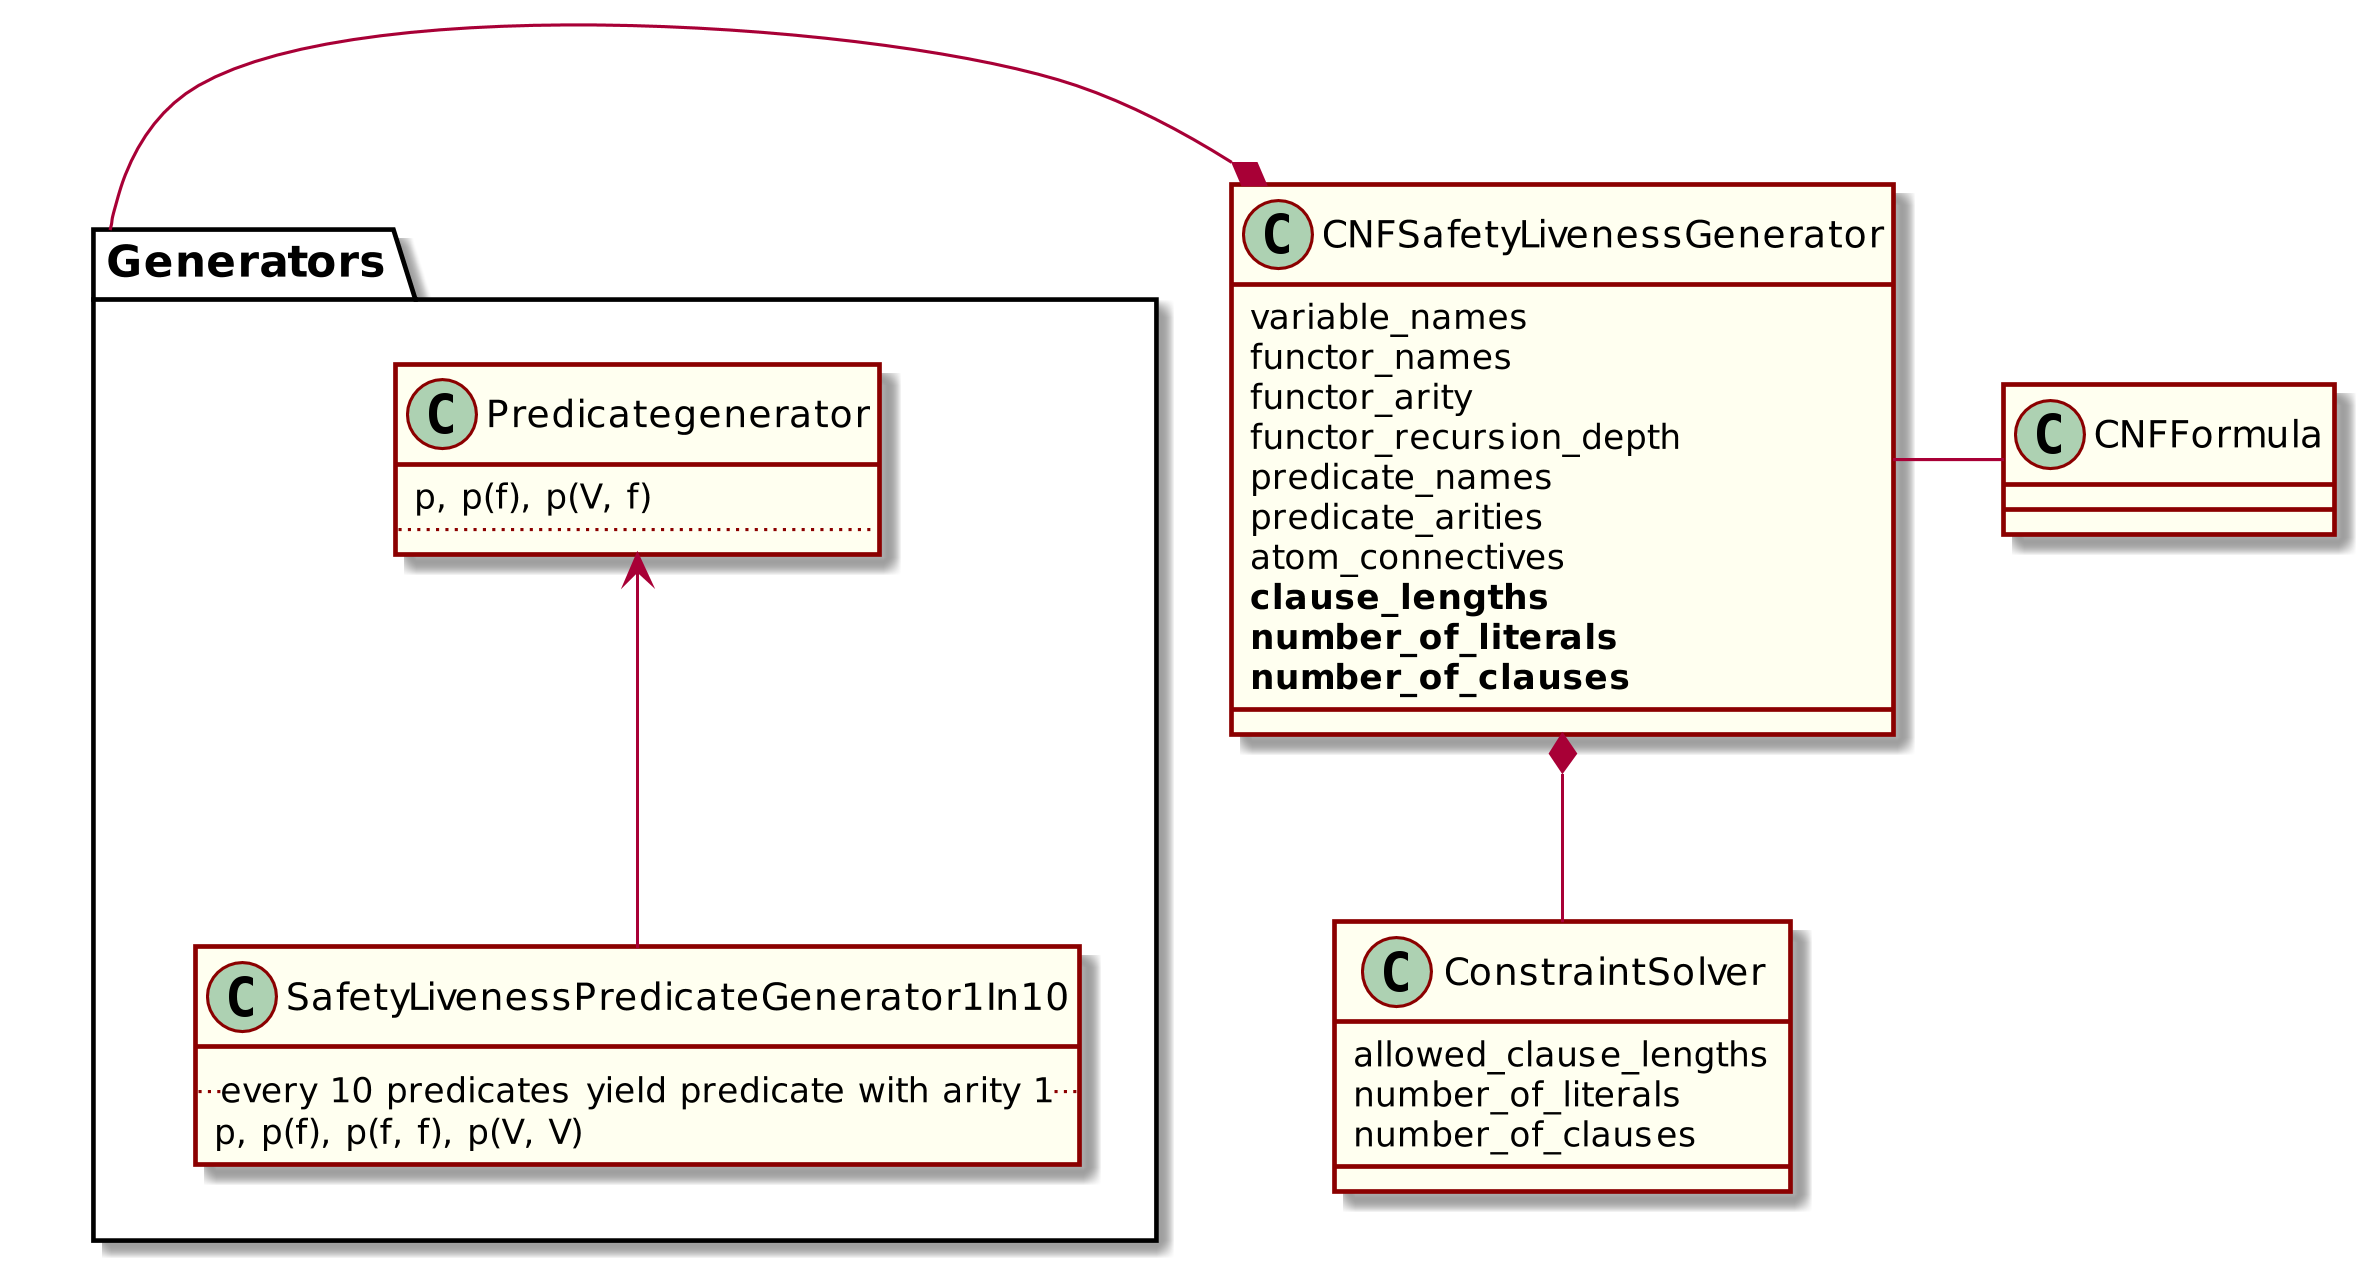 Generators
C Predicategenerator
p, p(f), p(V, f)
C SafetyLivenessPredicateGenerator1In10
every 10 predicates yield predicate with arity 1
p, p(f), p(f, f), p(V, V)
C CNFSafetyLivenessGenerator
variable_names
functor_names
functor_arity
functor_recursion_depth
predicate_names
predicate_arities
atom_connectives
clause_lengths
number_of_literals
number_of_clauses
C CNFFormula
C ConstraintSolver
allowed_clause_lengths
number_of_literals
number_of_clauses